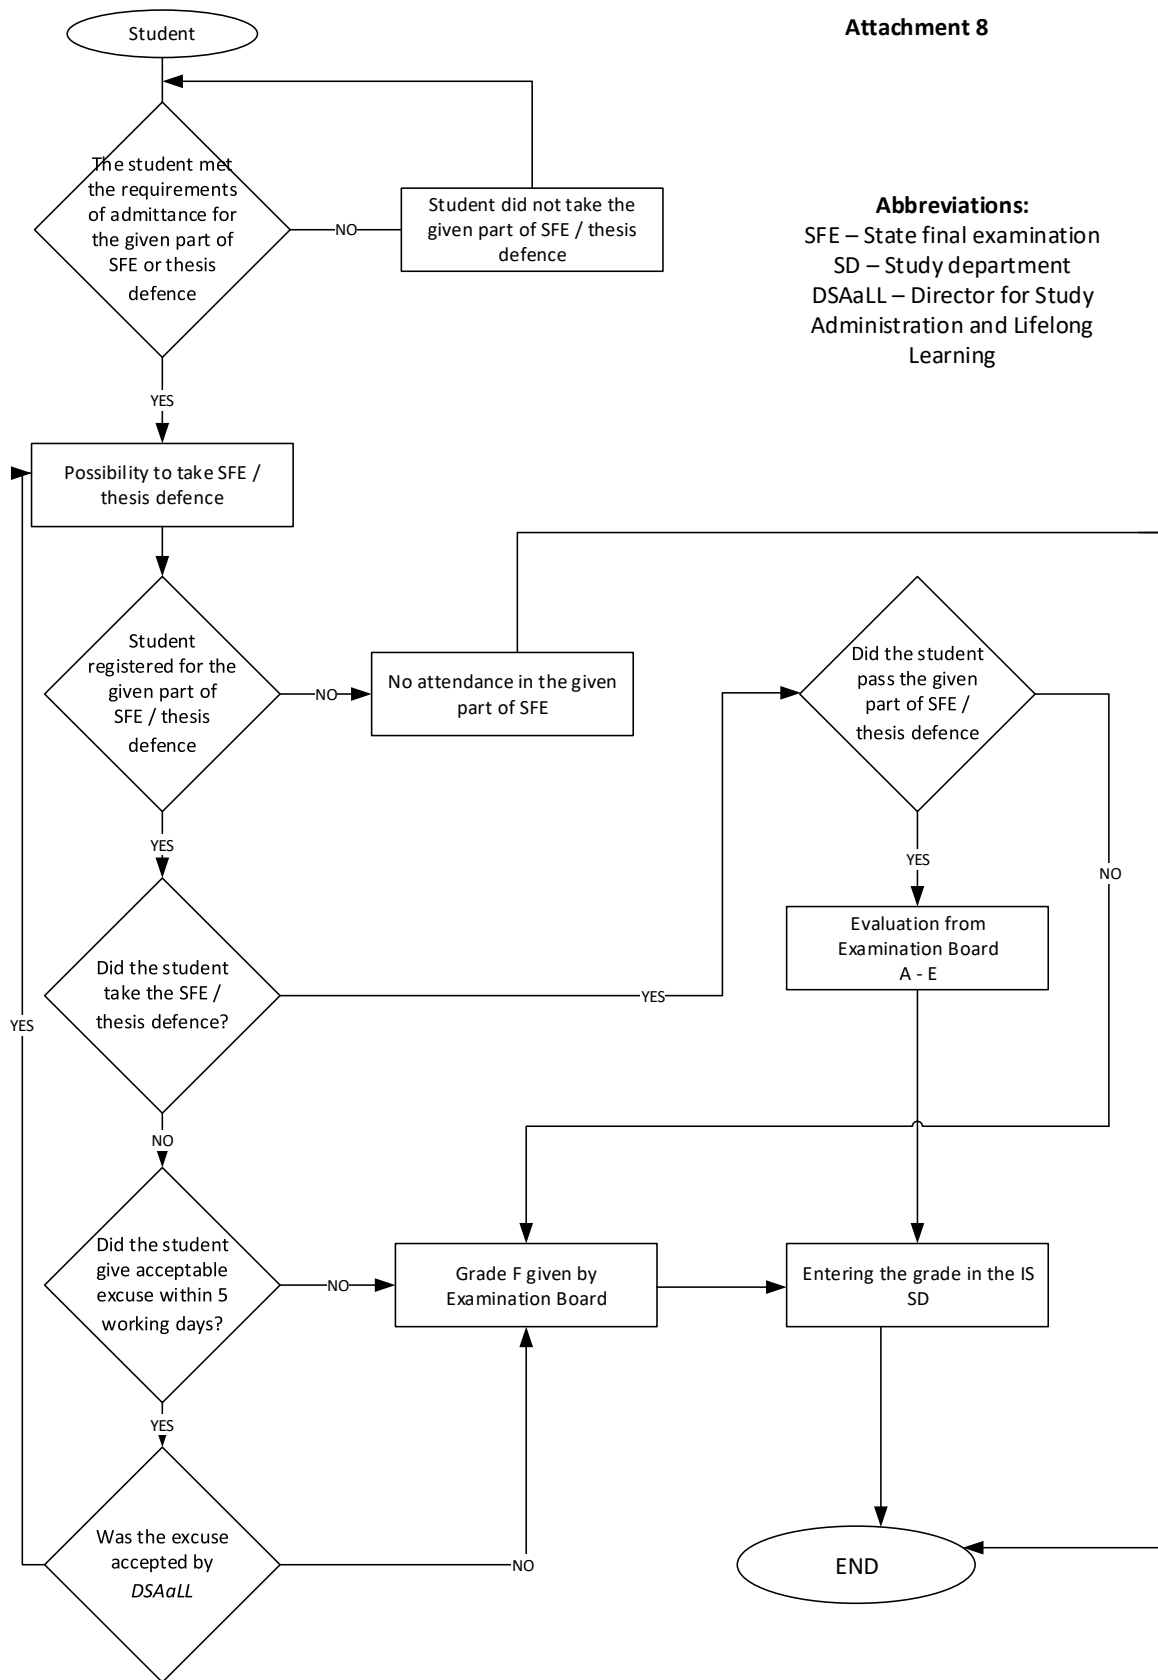 Student
Attachment 8
The student met
the requirements
of admittance for
the given part of
SFE or thesis
defence
NO
Student did not take the
given part of SFE / thesis
defence
Abbreviations:
SFE – State final examination
SD – Study department
DSAaLL – Director for Study
Administration and Lifelong
Learning
YES
Possibility to take SFE /
thesis defence
Student
registered for the
given part of
SFE / thesis
defence
NO
No attendance in the given
part of SFE
Did the student
pass the given
part of SFE /
thesis defence
YES
YES
NO
Evaluation from
Examination Board
A - E
Did the student
take the SFE /
thesis defence?
YES
YES
NO
Did the student
give acceptable
excuse within 5
working days?
NO
Grade F given by
Examination Board
Entering the grade in the IS
SD
YES
Was the excuse
accepted by
DSAaLL
NO
END